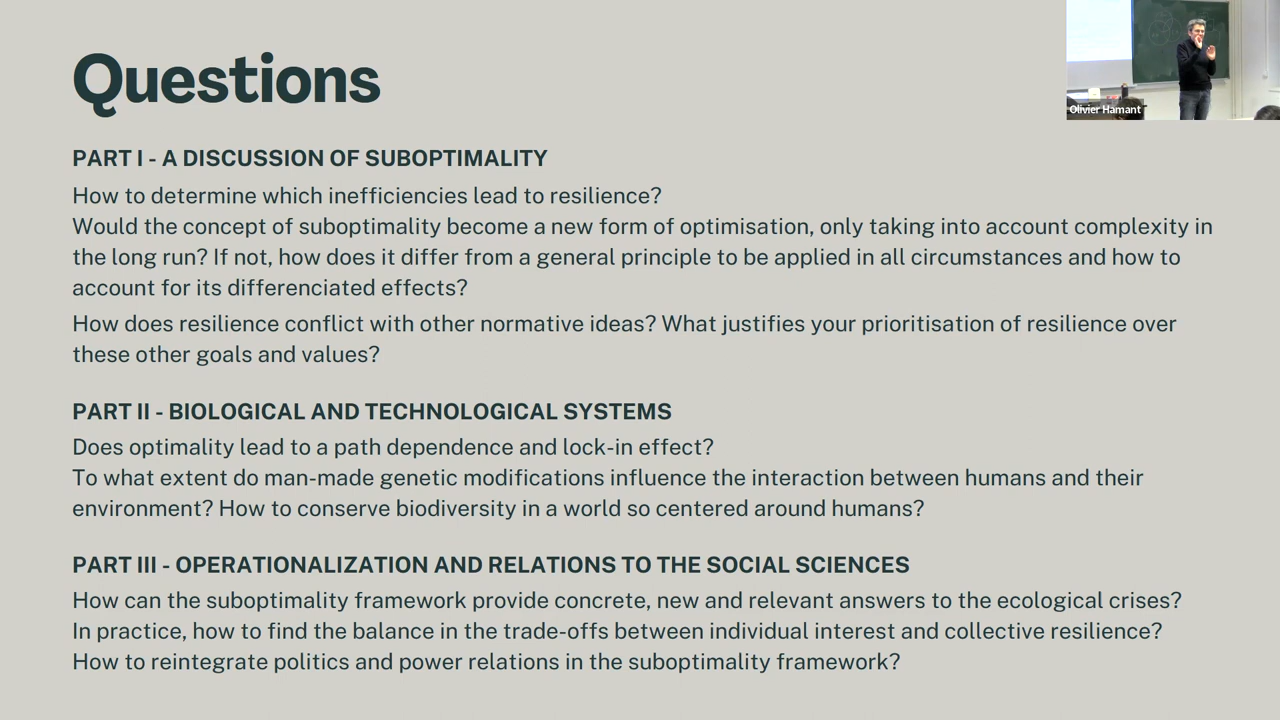 Questions
Olivier Hamant
PART I - A DISCUSSION OF SUBOPTIMALITY
How to determine which inefficiencies lead to resilience?
Would the concept of suboptimality become a new form of optimisation, only taking into account complexity in
the long run? If not, how does it differ from a general principle to be applied in all circumstances and how to
account for its differenciated effects?
How does resilience conflict with other normative ideas? What justifies your prioritisation of resilience over
these other goals and values?
PART II - BIOLOGICAL AND TECHNOLOGICAL SYSTEMS
Does optimality lead to a path dependence and lock-in effect?
To what extent do man-made genetic modifications influence the interaction between humans and their
environment? How to conserve biodiversity in a world so centered around humans?
PART III - OPERATIONALIZATION AND RELATIONS TO THE SOCIAL SCIENCES
How can the suboptimality framework provide concrete, new and relevant answers to the ecological crises?
In practice, how to find the balance in the trade-offs between individual interest and collective resilience?
How to reintegrate politics and power relations in the suboptimality framework?